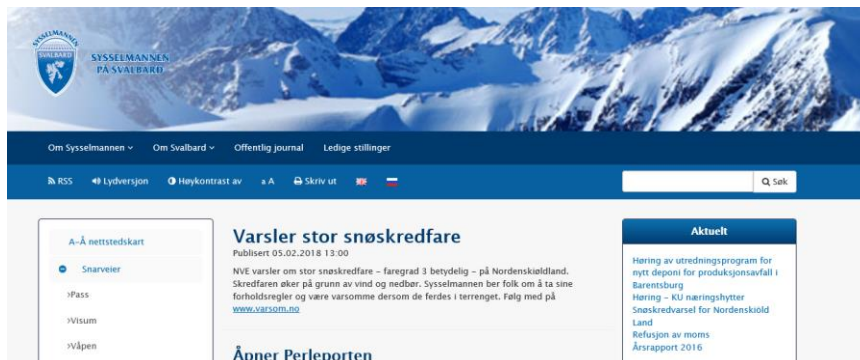 SYSSELMANNEN
SVALBARD
SYSSELMANNEN
PÅ SVALBARD
Om Sysselmannen Om Svalbard Offentlig journal Ledige stillinger
RSS Lydversjon Høykontrast av a A Skriv ut Søk
A-Å nettstedskart
Snarveier
›Pass
›Visum
›Våpen
Varsler stor snøskredfare
Publisert 05.02.2018 13:00
NVE varsler om stor snøskredfare – faregrad 3 betydelig – på Nordenskiøldland.
Skredfaren øker på grunn av vind og nedbør. Sysselmannen ber folk om å ta sine
forholdsregler og være varsomme dersom de ferdes i terrenget. Følg med på
www.varsom.no
Åpner Perleporten
Aktuelt
Høring av utredningsprogram for
nytt deponi for produksjonsavfall i
Barentsburg
Høring – KU næringshytter
Snøskredvarsel for Nordenskiöld
Land
Refusjon av moms
Årsrapport 2016